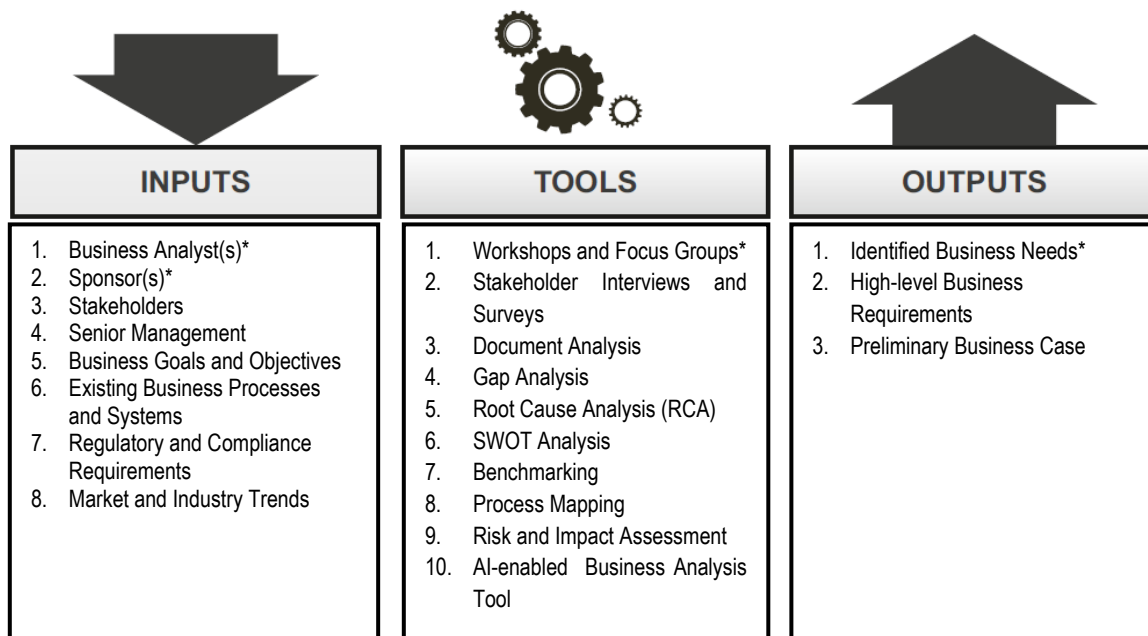 INPUTS
1. Business Analyst(s)*
2. Sponsor(s)*
3. Stakeholders
4. Senior Management
5. Business Goals and Objectives
6. Existing Business Processes
and Systems
7. Regulatory and Compliance
Requirements
8. Market and Industry Trends
TOOLS
1. Workshops and Focus Groups*
2. Stakeholder Interviews and
Surveys
3. Document Analysis
4. Gap Analysis
5. Root Cause Analysis (RCA)
6. SWOT Analysis
7. Benchmarking
8. Process Mapping
9. Risk and Impact Assessment
10. AI-enabled Business Analysis
Tool
OUTPUTS
1. Identified Business Needs*
2. High-level Business
Requirements
3. Preliminary Business Case